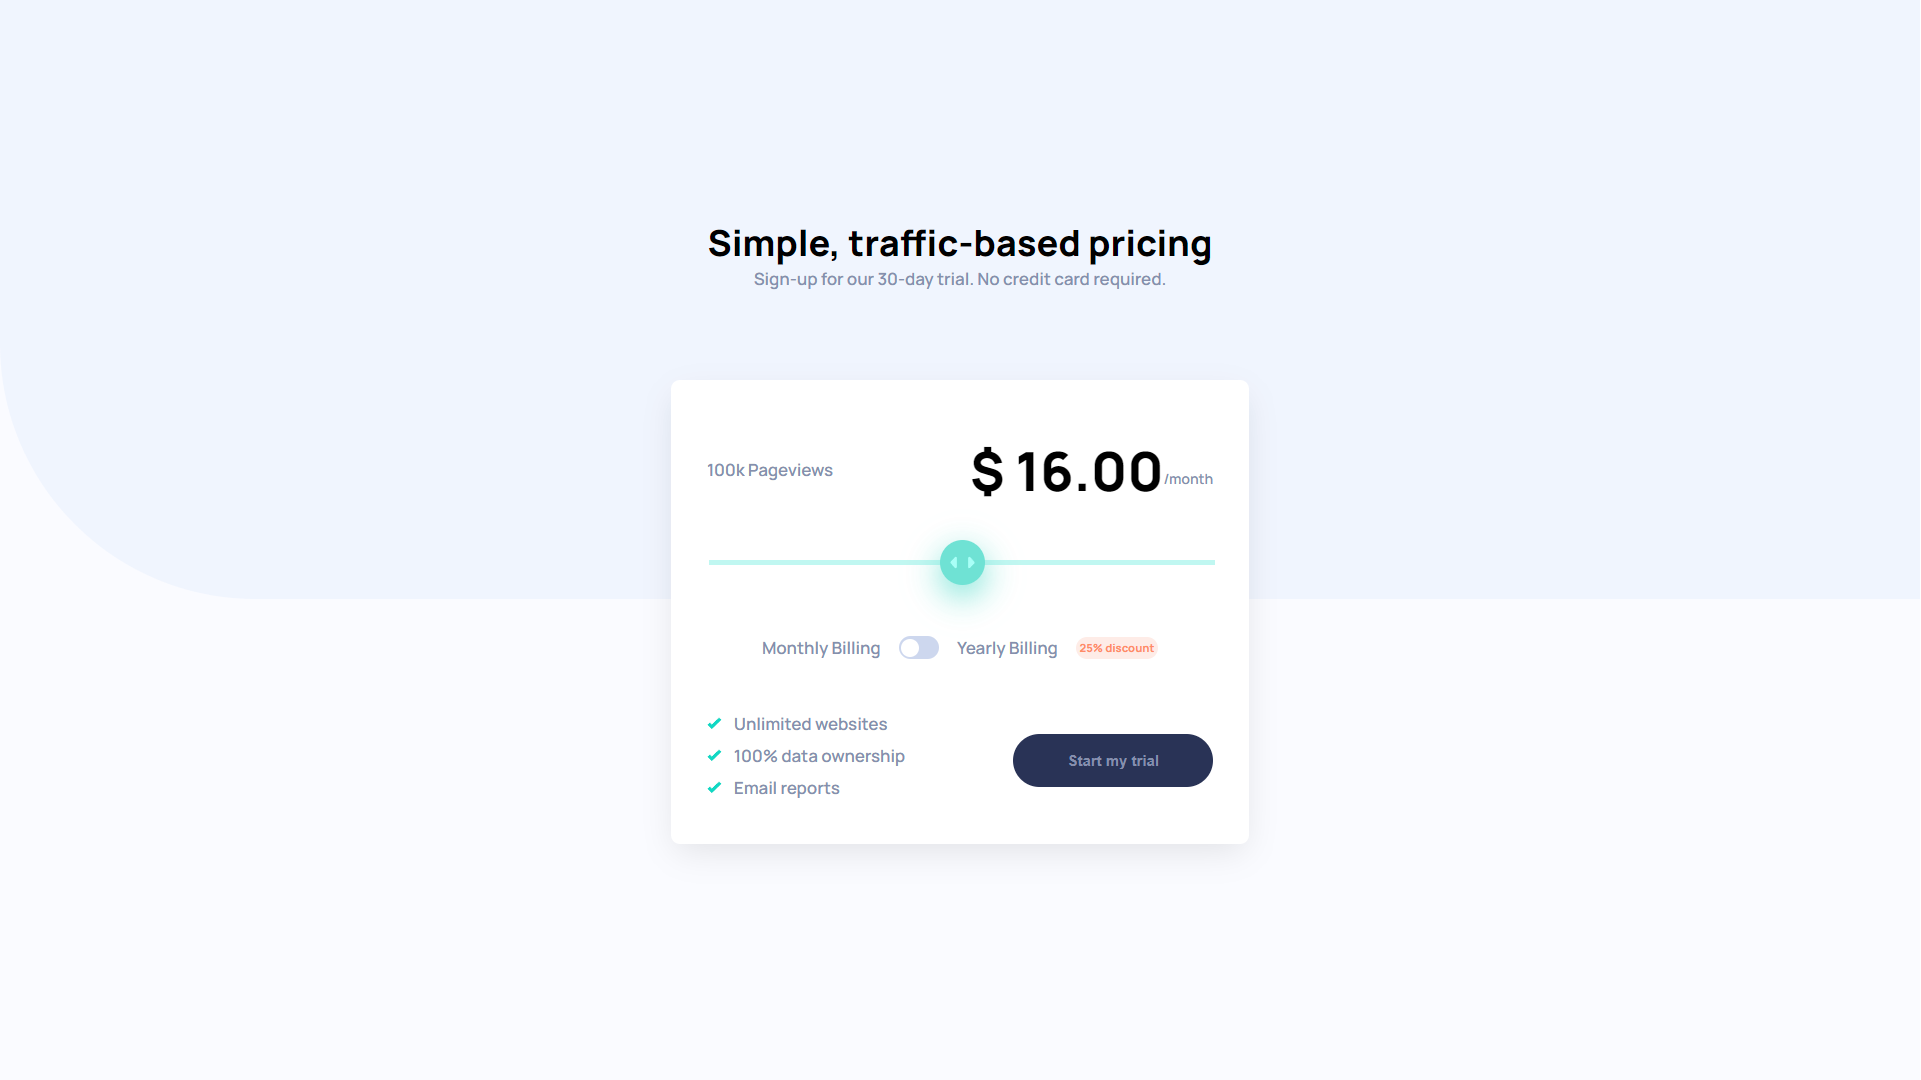 Simple, traffic-based pricing
Sign-up for our 30-day trial. No credit card required.
100k Pageviews
$ 16.00 /month
Monthly Billing
Yearly Billing
25% discount
Unlimited websites
100% data ownership
Email reports
Start my trial